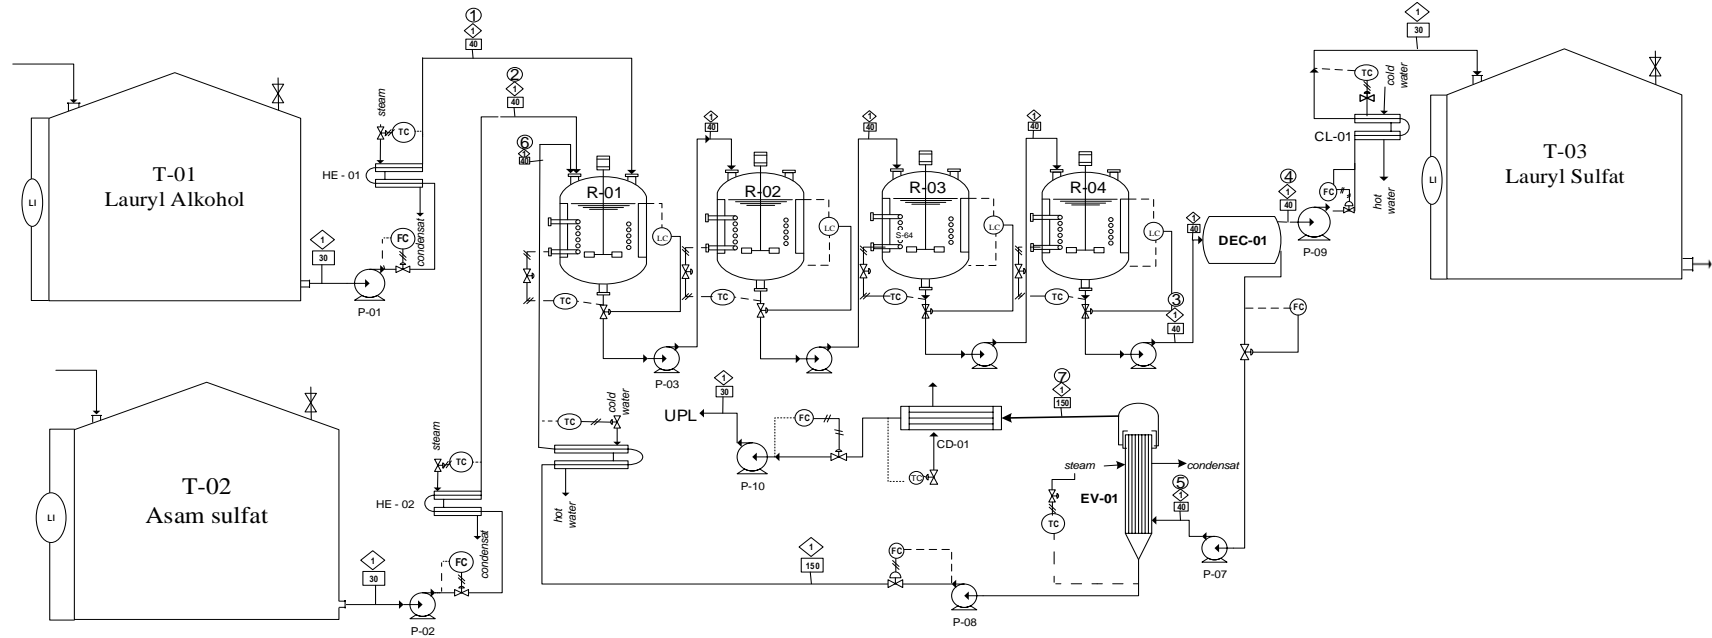 1
1
40
2
1
40
6
1
40
1
30
T-01
Lauryl Alkohol
LI
steam
TC
HE - 01
FC
condensat
1
30
P-01
R-01
LC
TC
P-03
1
40
R-02
LC
TC
1
40
R-03
S-64
LC
TC
1
40
R-04
LC
TC
3
1
40
1
40
DEC-01
4
1
40
FC
P-09
TC
cold
water
CL-01
hot
water
T-03
Lauryl Sulfat
LI
FC
T-02
Asam sulfat
LI
steam
TC
HE - 02
FC
condensat
1
30
P-02
TC
cold
water
hot
water
UPL
1
30
P-10
FC
TC
CD-01
7
1
150
steam
condensat
EV-01
TC
5
1
40
P-07
1
150
FC
P-08